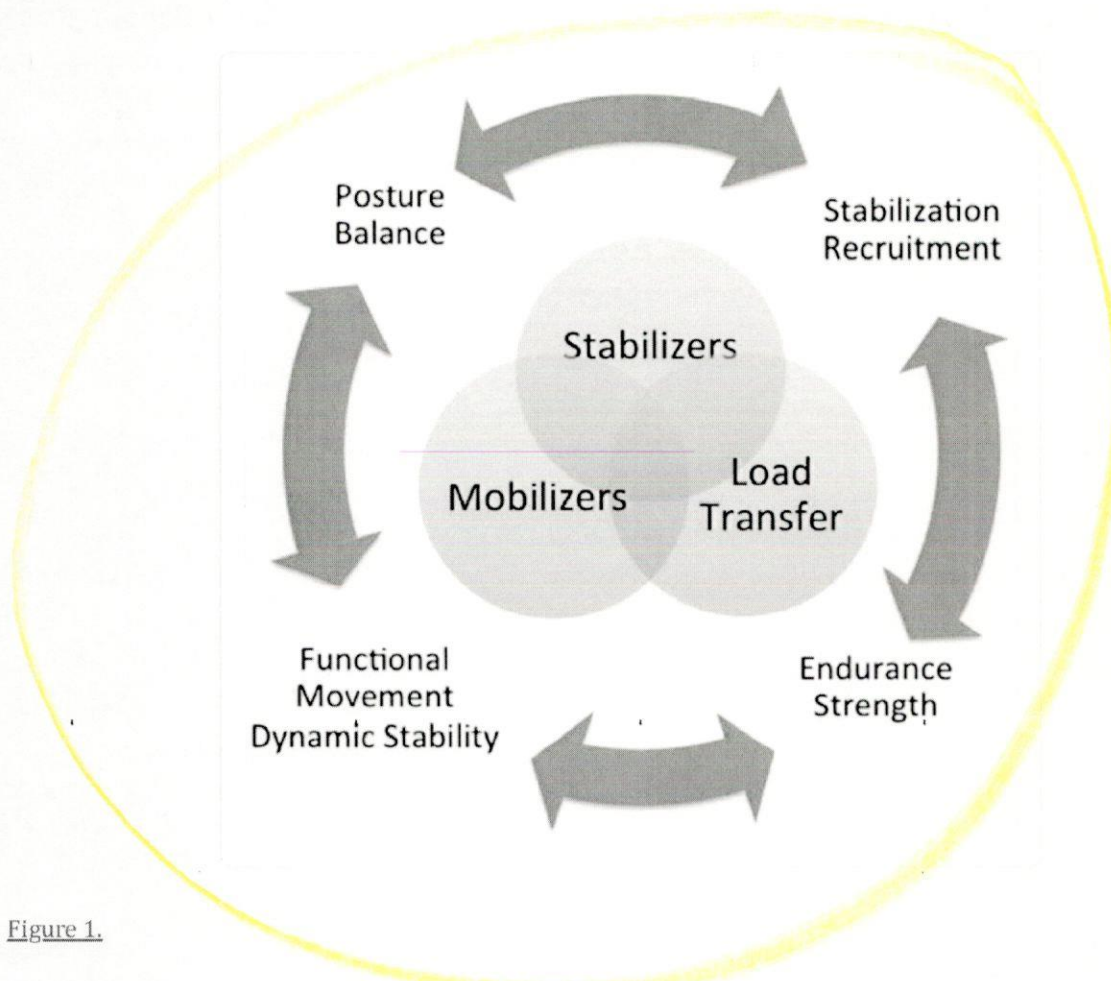 Posture
Balance
Stabilization
Recruitment
Stabilizers
Mobilizers
Load
Transfer
Functional
Movement
Dynamic Stability
Endurance
Strength
Figure 1.